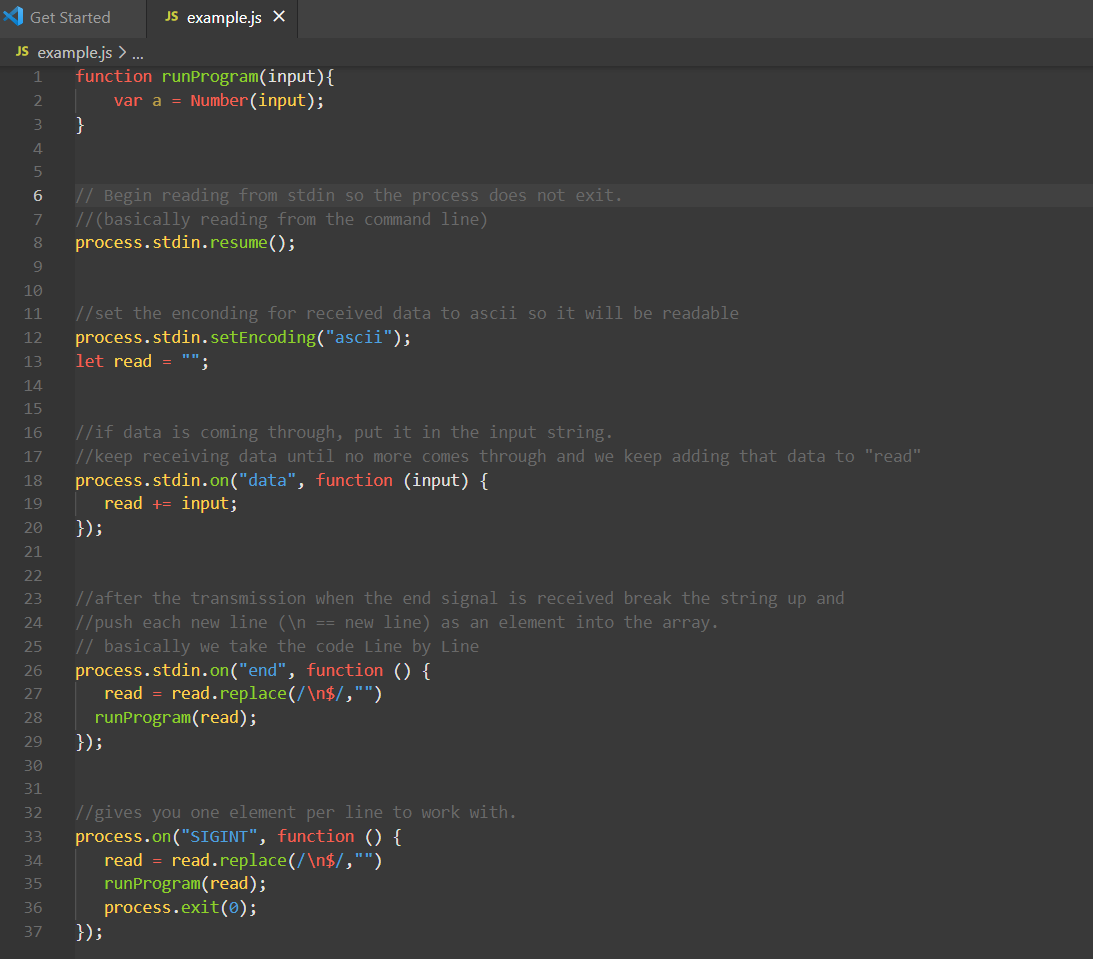 Get Started
JS example.js ×
JS example.js > ...
1 function runProgram(input){
2 var a = Number(input);
3 }
4
5
6 // Begin reading from stdin so the process does not exit.
7 //(basically reading from the command line)
8 process.stdin.resume();
9
10
11 //set the enconding for received data to ascii so it will be readable
12 process.stdin.setEncoding("ascii");
13 let read = "";
14
15
16 //if data is coming through, put it in the input string.
17 //keep receiving data until no more comes through and we keep adding that data to "read"
18 process.stdin.on("data", function (input) {
19 read += input;
20 });
21
22
23 //after the transmission when the end signal is received break the string up and
24 //push each new line (\n == new line) as an element into the array.
25 // basically we take the code Line by Line
26 process.stdin.on("end", function () {
27 read = read.replace(/\n$/,"")
28 runProgram(read);
29 });
30
31
32 //gives you one element per line to work with.
33 process.on("SIGINT", function () {
34 read = read.replace(/\n$/,"")
35 runProgram(read);
36 process.exit(0);
37 });